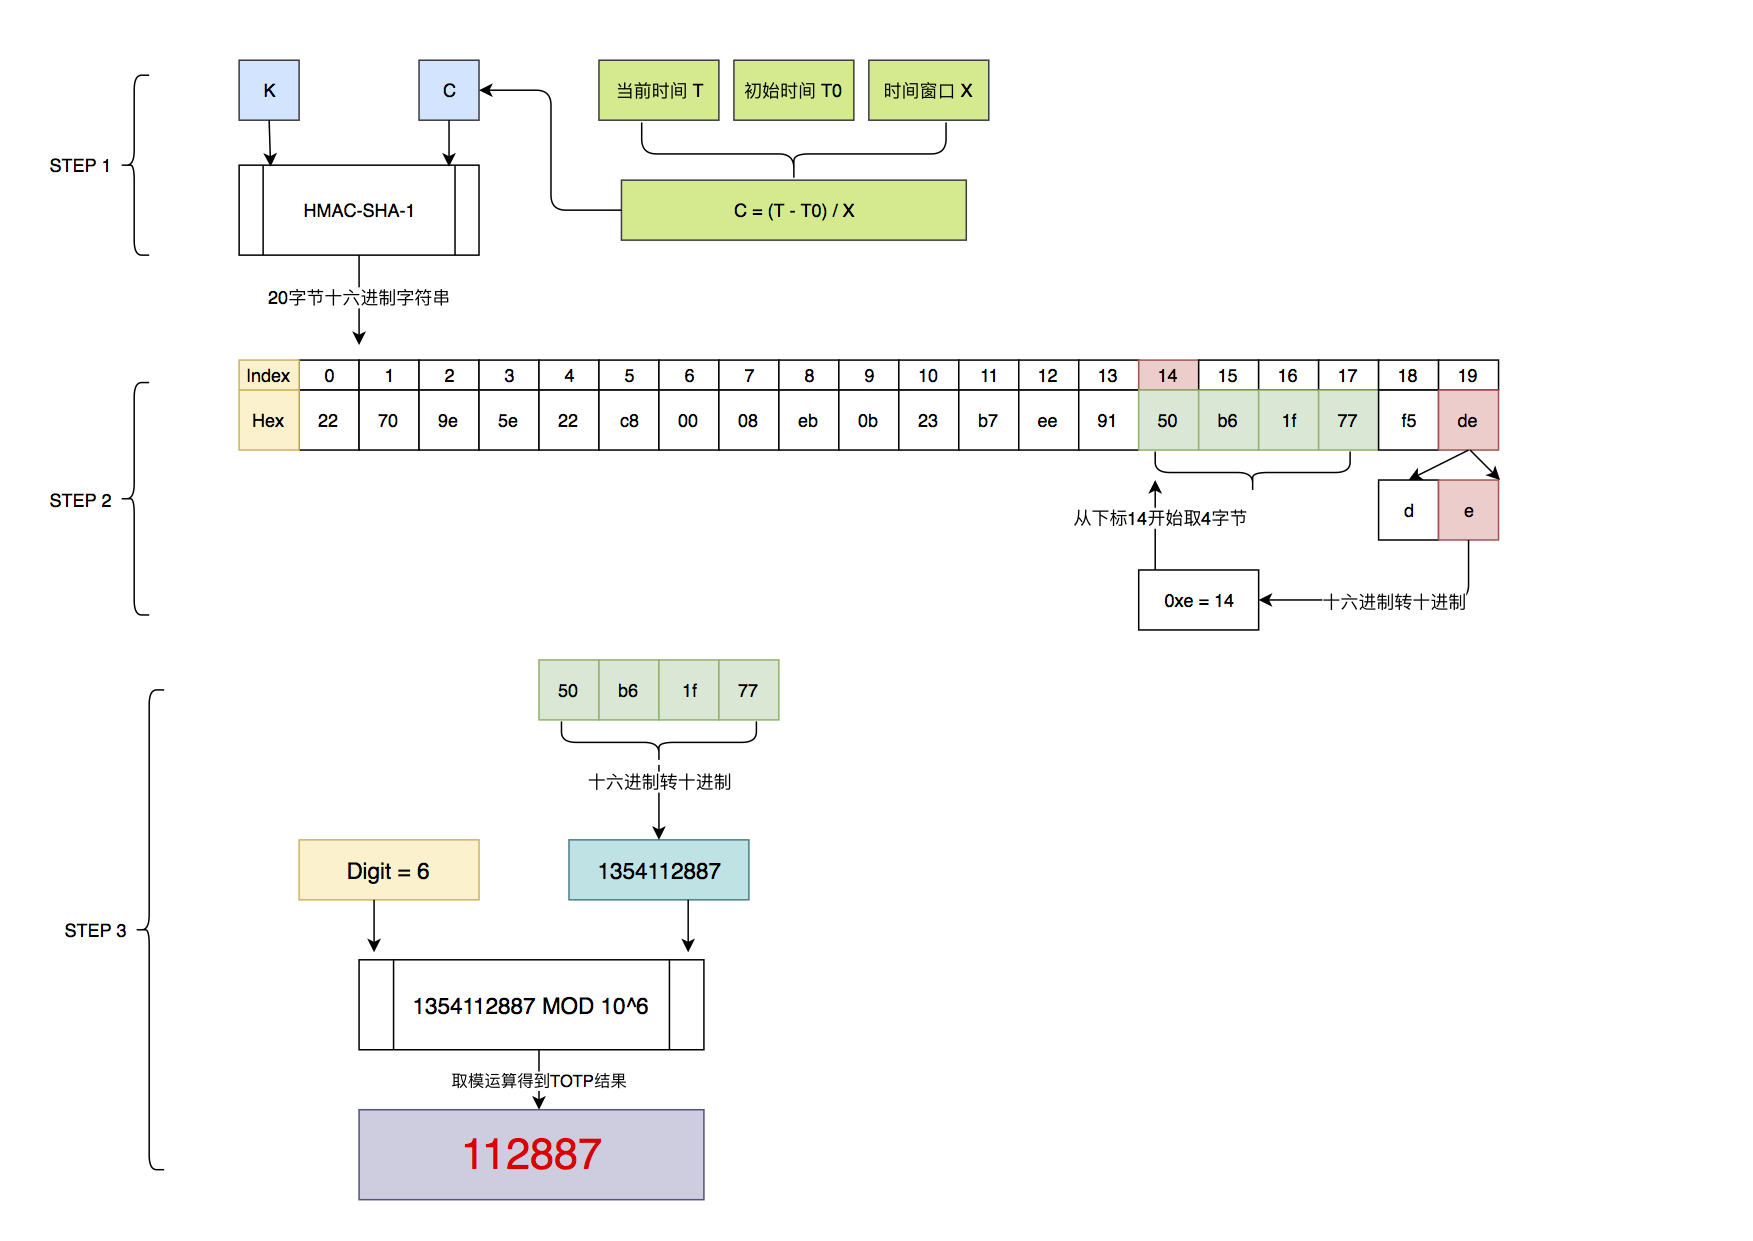 K
C
当前时间 T
初始时间 T0
时间窗口 X
STEP 1
HMAC-SHA-1
C = (T - T0) / X
20字节十六进制字符串
Index 0 1 2 3 4 5 6 7 8 9 10 11 12 13 14 15 16 17 18 19
Hex 22 70 9e 5e 22 c8 00 08 eb 0b 23 b7 ee 91 50 b6 1f 77 f5 de
STEP 2
d e
从下标14开始取4字节
0xe = 14
十六进制转十进制
50 b6 1f 77
十六进制转十进制
Digit = 6
1354112887
STEP 3
1354112887 MOD 10^6
取模运算得到TOTP结果
112887